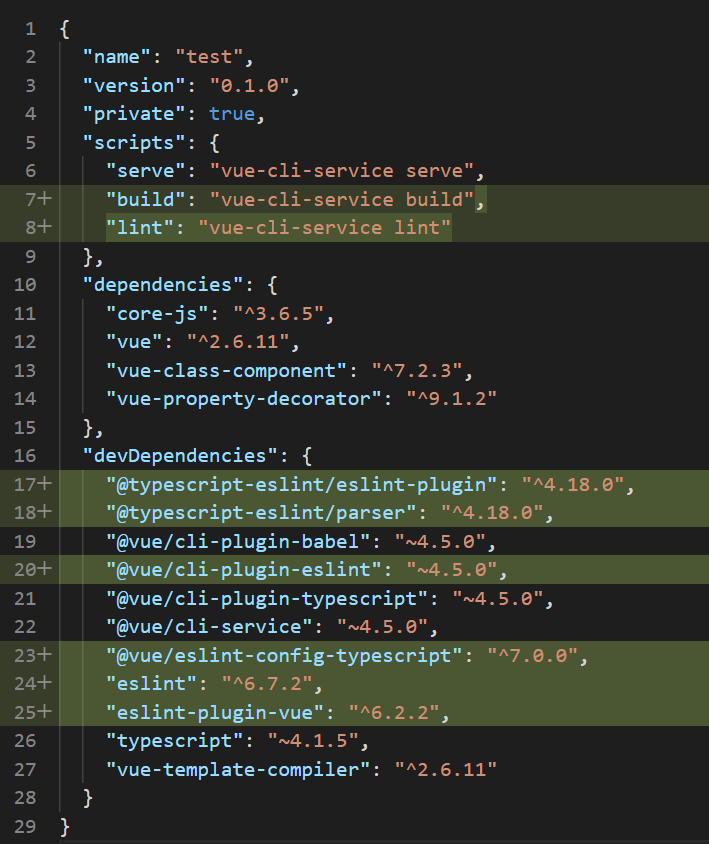 1 {
2 "name": "test",
3 "version": "0.1.0",
4 "private": true,
5 "scripts": {
6 "serve": "vue-cli-service serve",
7+ "build": "vue-cli-service build",
8+ "lint": "vue-cli-service lint"
9 },
10 "dependencies": {
11 "core-js": "^3.6.5",
12 "vue": "^2.6.11",
13 "vue-class-component": "^7.2.3",
14 "vue-property-decorator": "^9.1.2"
15 },
16 "devDependencies": {
17+ "@typescript-eslint/eslint-plugin": "^4.18.0",
18+ "@typescript-eslint/parser": "^4.18.0",
19 "@vue/cli-plugin-babel": "~4.5.0",
20+ "@vue/cli-plugin-eslint": "~4.5.0",
21 "@vue/cli-plugin-typescript": "~4.5.0",
22 "@vue/cli-service": "~4.5.0",
23+ "@vue/eslint-config-typescript": "^7.0.0",
24+ "eslint": "^6.7.2",
25+ "eslint-plugin-vue": "^6.2.2",
26 "typescript": "~4.1.5",
27 "vue-template-compiler": "^2.6.11"
28 }
29 }